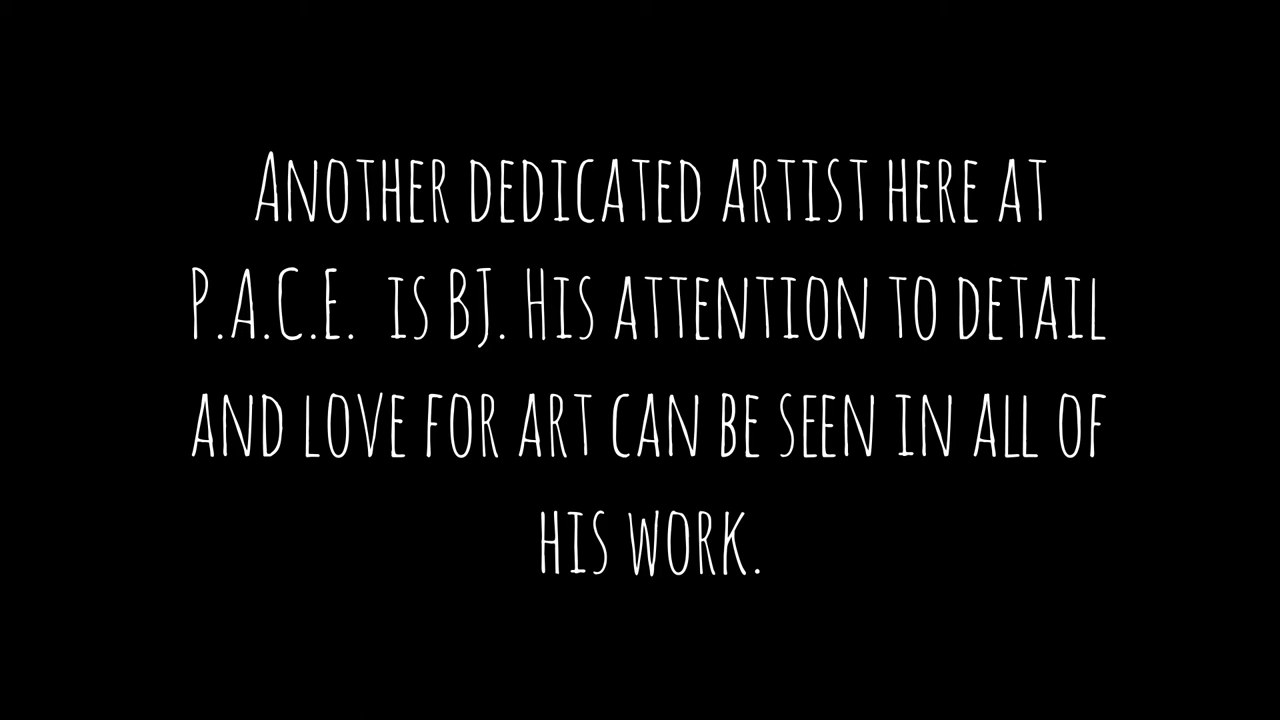 Another dedicated artist here at
P.A.C.E.  is BJ. His attention to detail
and love for art can be seen in all of
his work.